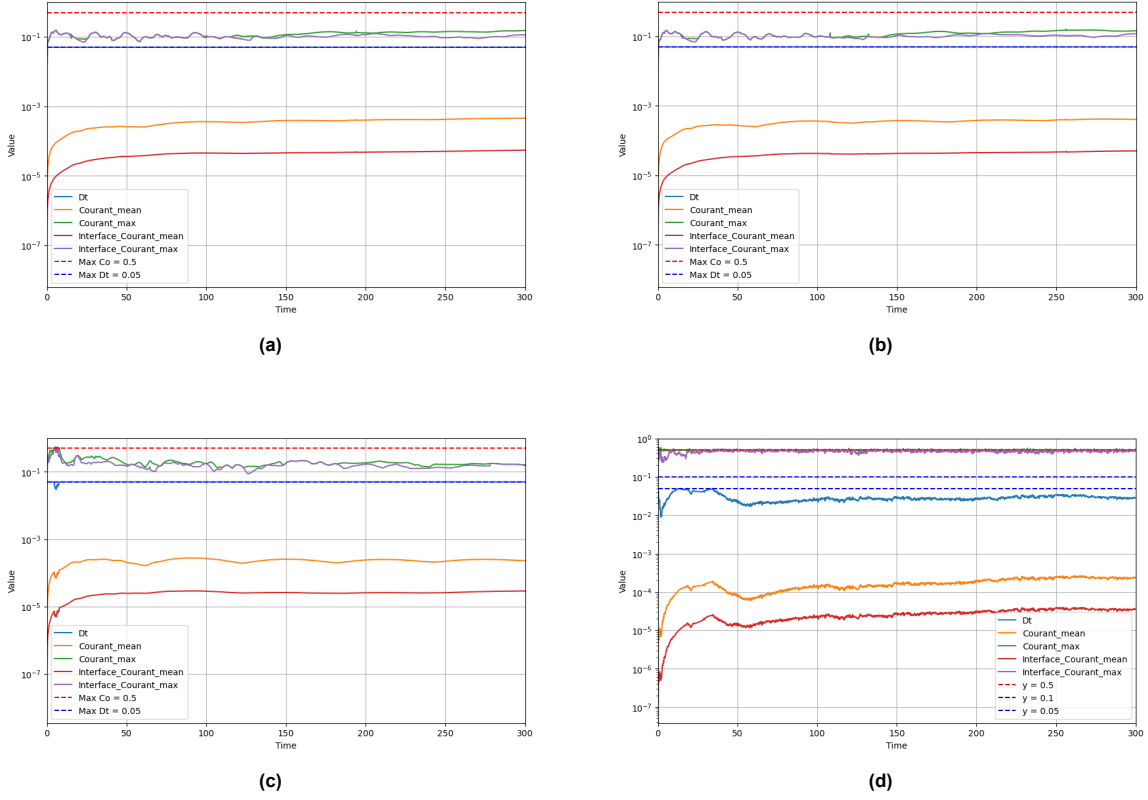 10⁻¹
10⁻³
10⁻⁵
10⁻⁷
Value
Dt
Courant_mean
Courant_max
Interface_Courant_mean
Interface_Courant_max
Max Co = 0.5
Max Dt = 0.05
0 50 100 150 200 250 300
Time
(a)
10⁻¹
10⁻³
10⁻⁵
10⁻⁷
Value
Dt
Courant_mean
Courant_max
Interface_Courant_mean
Interface_Courant_max
Max Co = 0.5
Max Dt = 0.05
0 50 100 150 200 250 300
Time
(b)
10⁻¹
10⁻³
10⁻⁵
10⁻⁷
Value
Dt
Courant_mean
Courant_max
Interface_Courant_mean
Interface_Courant_max
Max Co = 0.5
Max Dt = 0.05
0 50 100 150 200 250 300
Time
(c)
10⁰
10⁻¹
10⁻²
10⁻³
10⁻⁴
10⁻⁵
10⁻⁶
10⁻⁷
Value
Dt
Courant_mean
Courant_max
Interface_Courant_mean
Interface_Courant_max
y = 0.5
y = 0.1
y = 0.05
0 50 100 150 200 250 300
Time
(d)